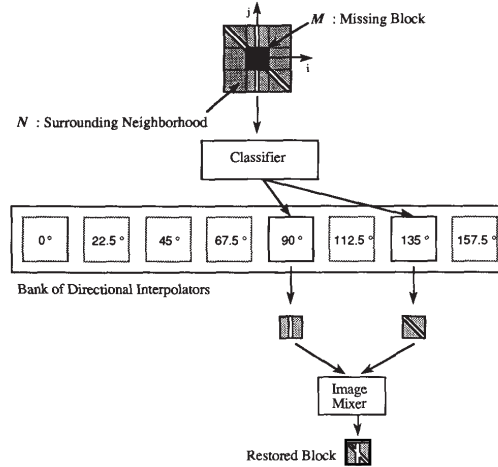 j
M : Missing Block
i
N : Surrounding Neighborhood
Classifier
0° 22.5° 45° 67.5° 90° 112.5° 135° 157.5°
Bank of Directional Interpolators
Image
Mixer
Restored Block